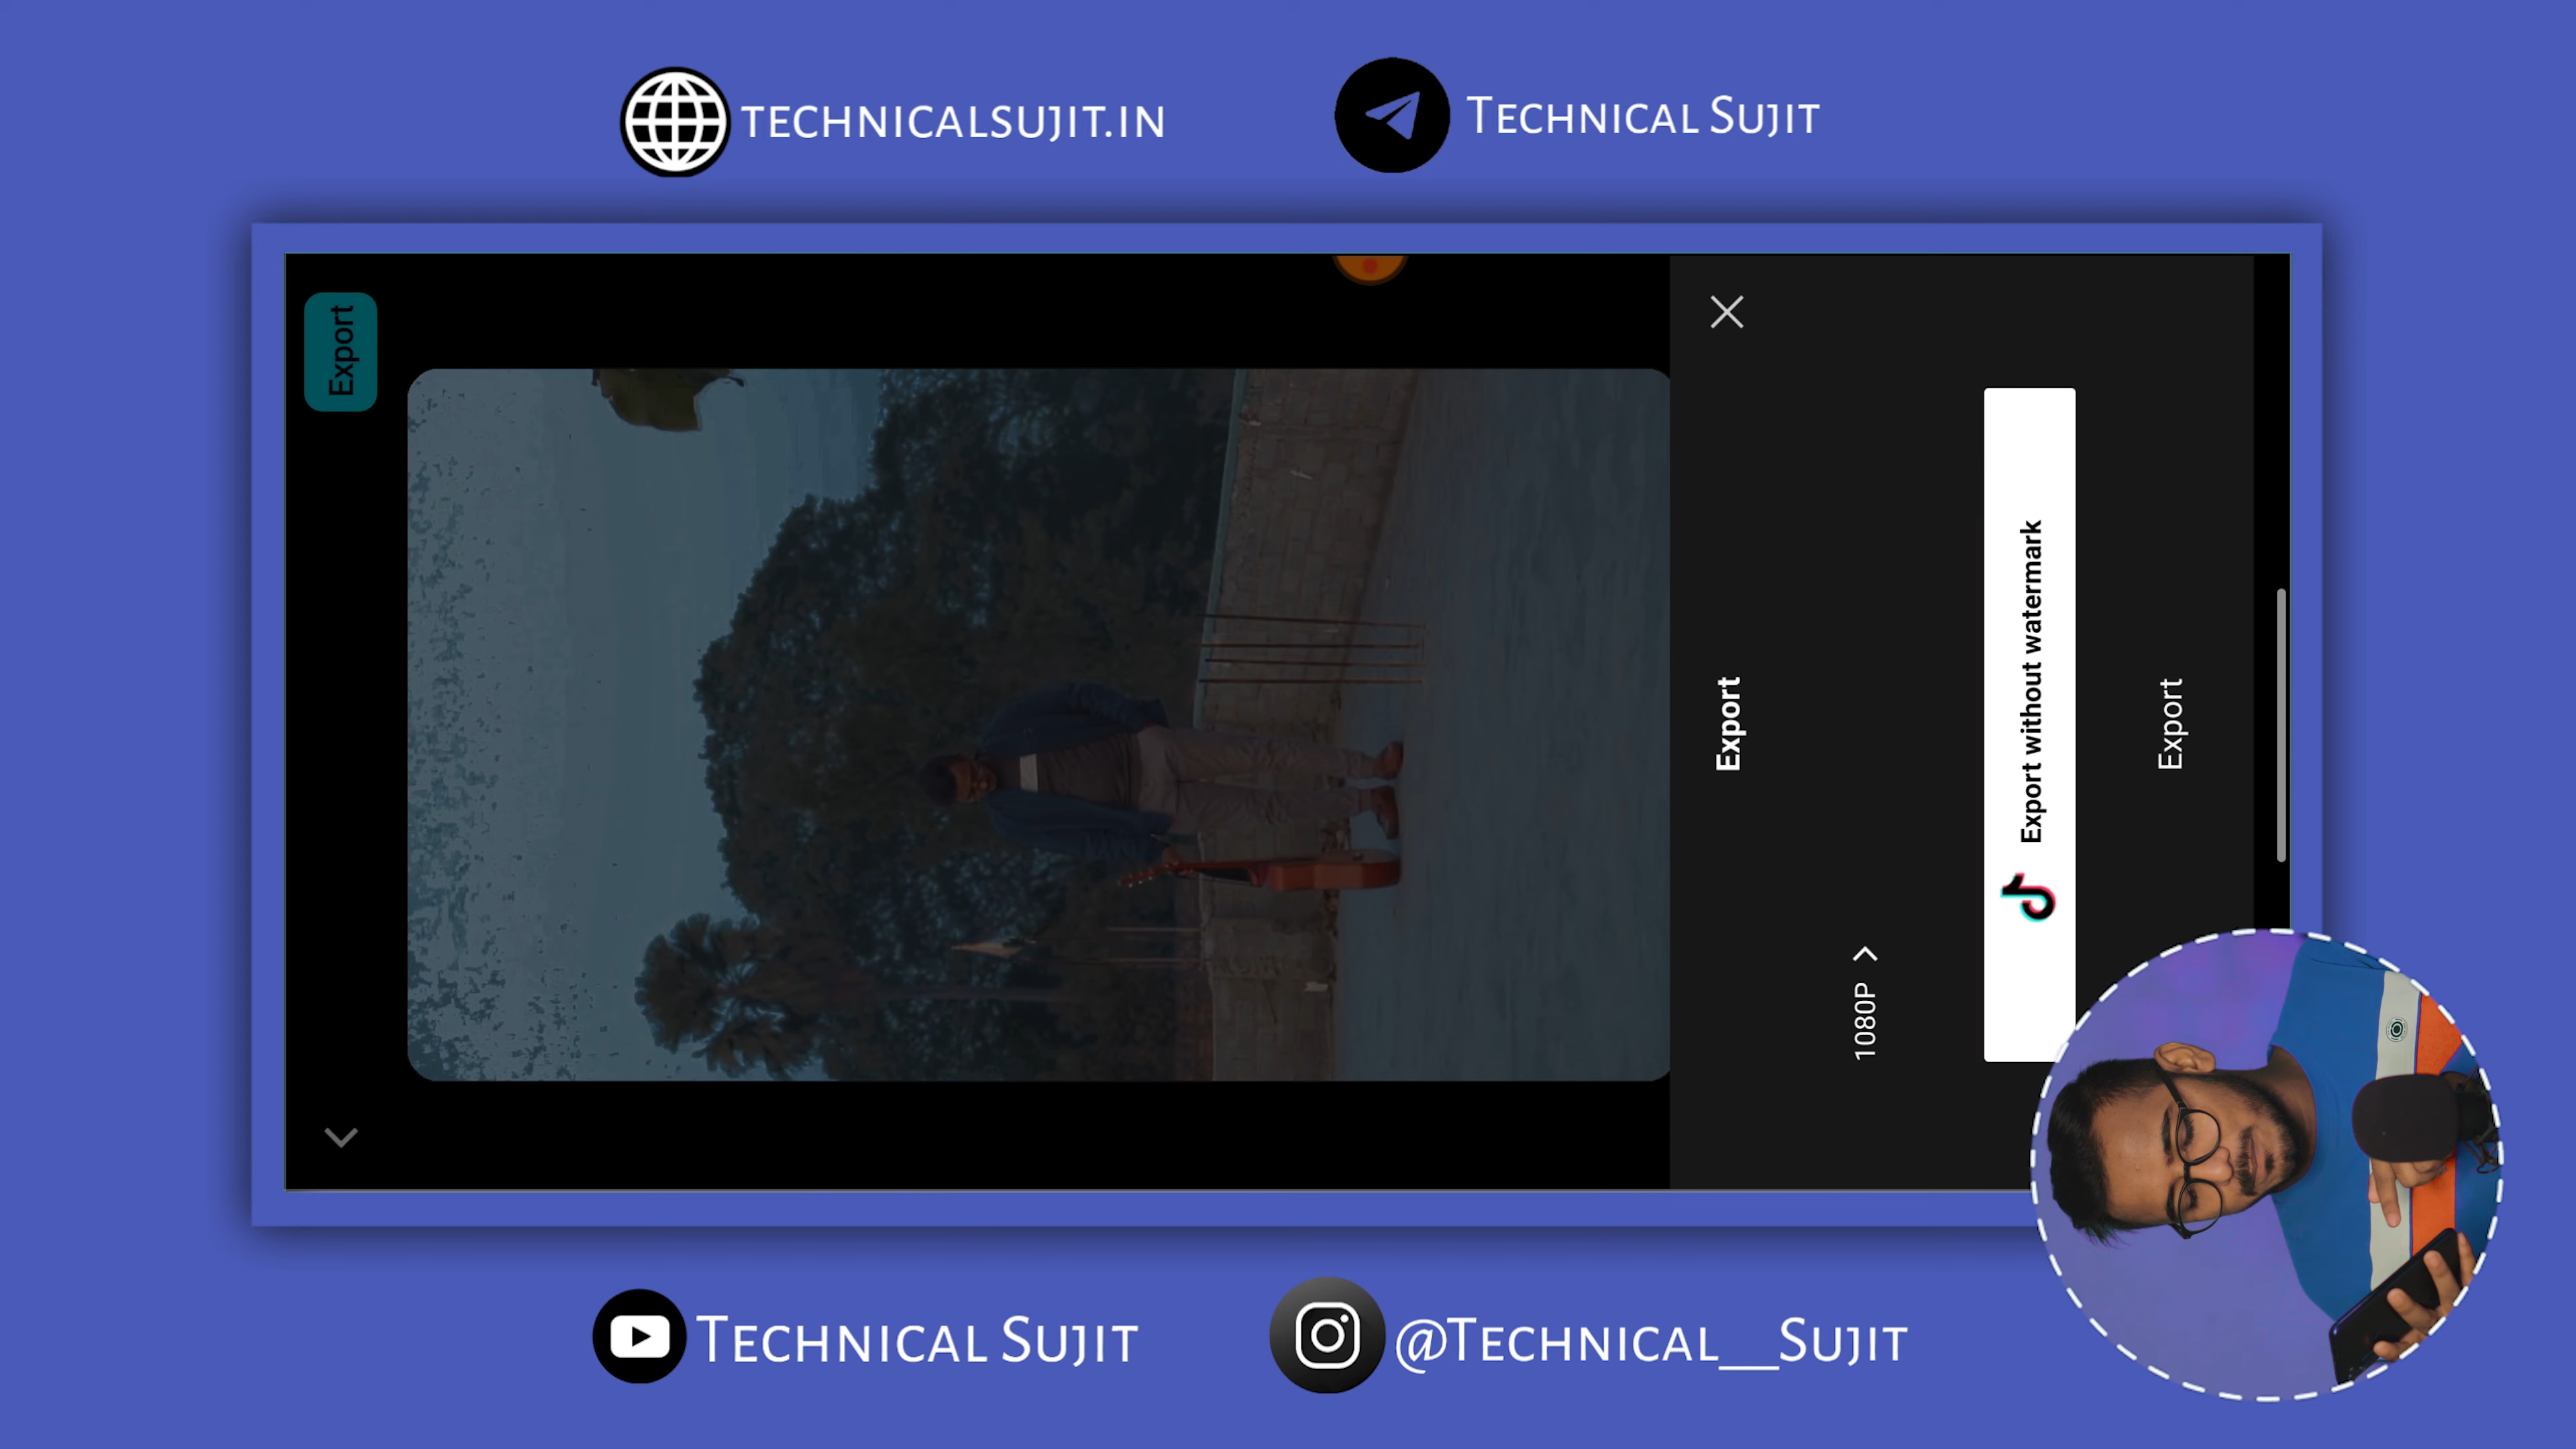 TECHNICALSUJIT.IN
TECHNICAL SUJIT
Export
Export
1080P
Export without watermark
Export
TECHNICAL SUJIT
@TECHNICAL__SUJIT